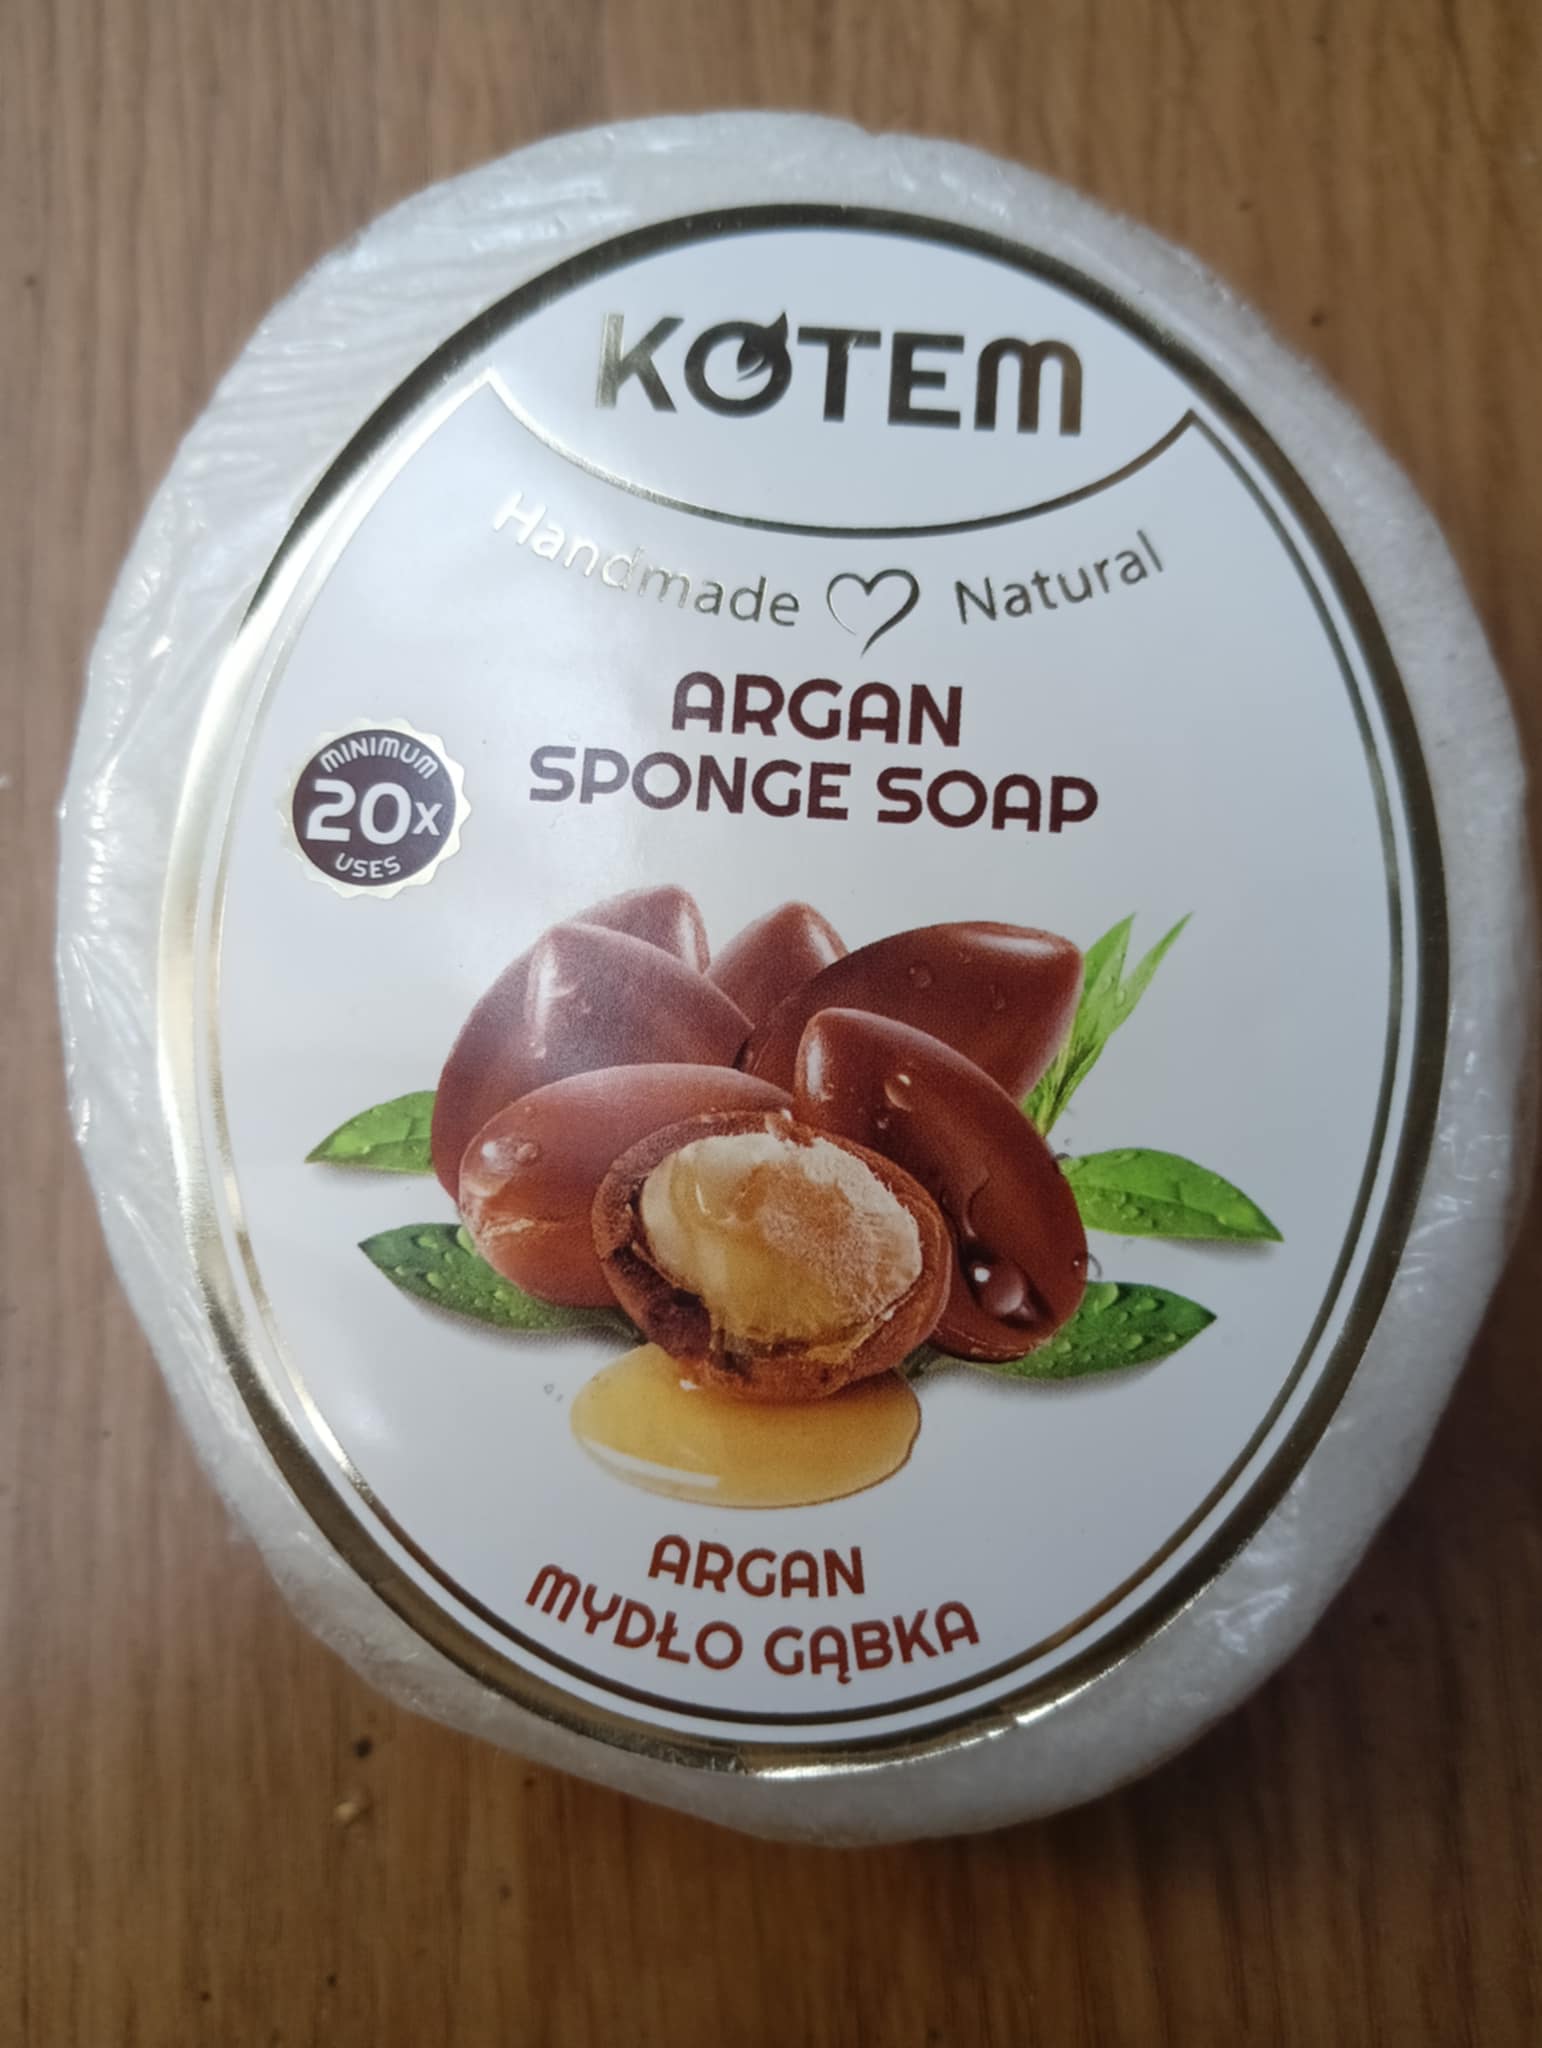 KOTEM
Handmade Natural
ARGAN
SPONGE SOAP
MINIMUM
20x
USES
ARGAN
MYDŁO GĄBKA